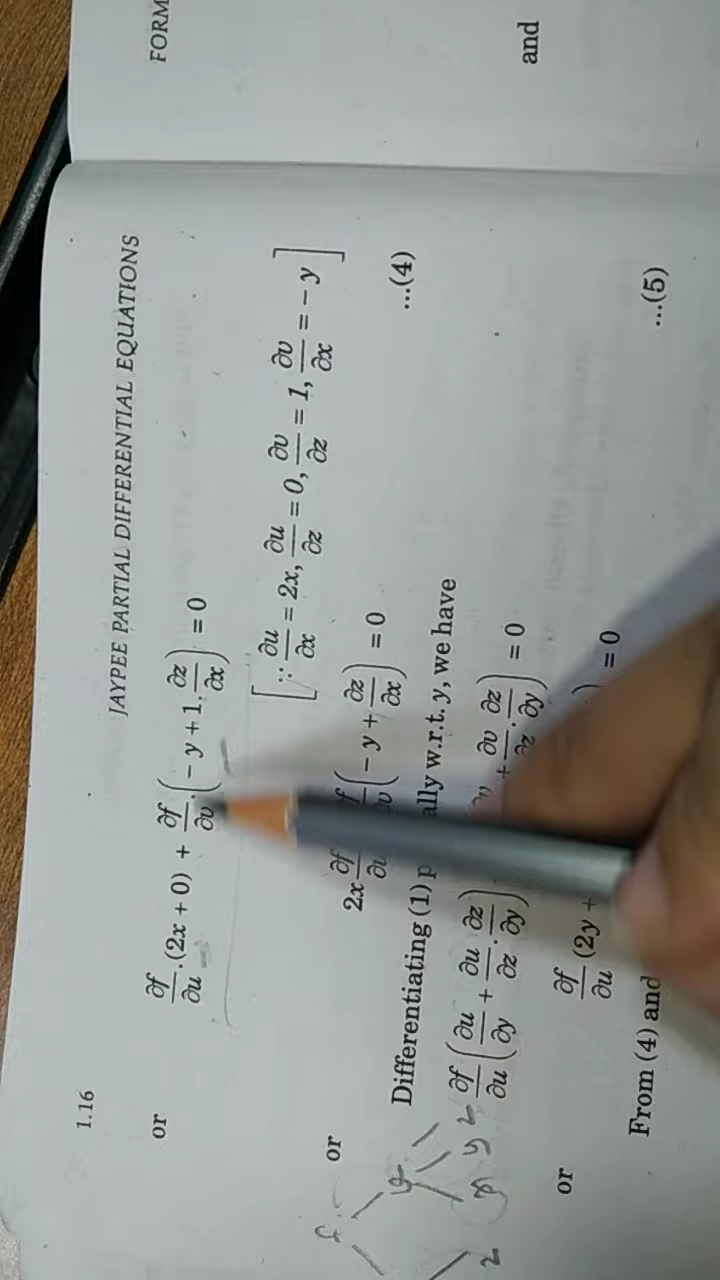 FORM
and
1.16 JAYPEE PARTIAL DIFFERENTIAL EQUATIONS
or ∂f/∂u .(2x + 0) + ∂f/∂v .(− y + 1. ∂z/∂x) = 0
[∵ ∂u/∂x = 2x, ∂u/∂z = 0, ∂v/∂z = 1, ∂v/∂x = − y]
or 2x ∂f/∂u (− y + ∂z/∂x) = 0 ...(4)
Differentiating (1) w.r.t. y, we have
∂f/∂u (∂u/∂y + ∂u/∂z . ∂z/∂y) + ∂v/∂z . ∂z/∂y) = 0
or ∂f/∂u (2y + = 0 ...(5)
From (4) and
f
y z
z